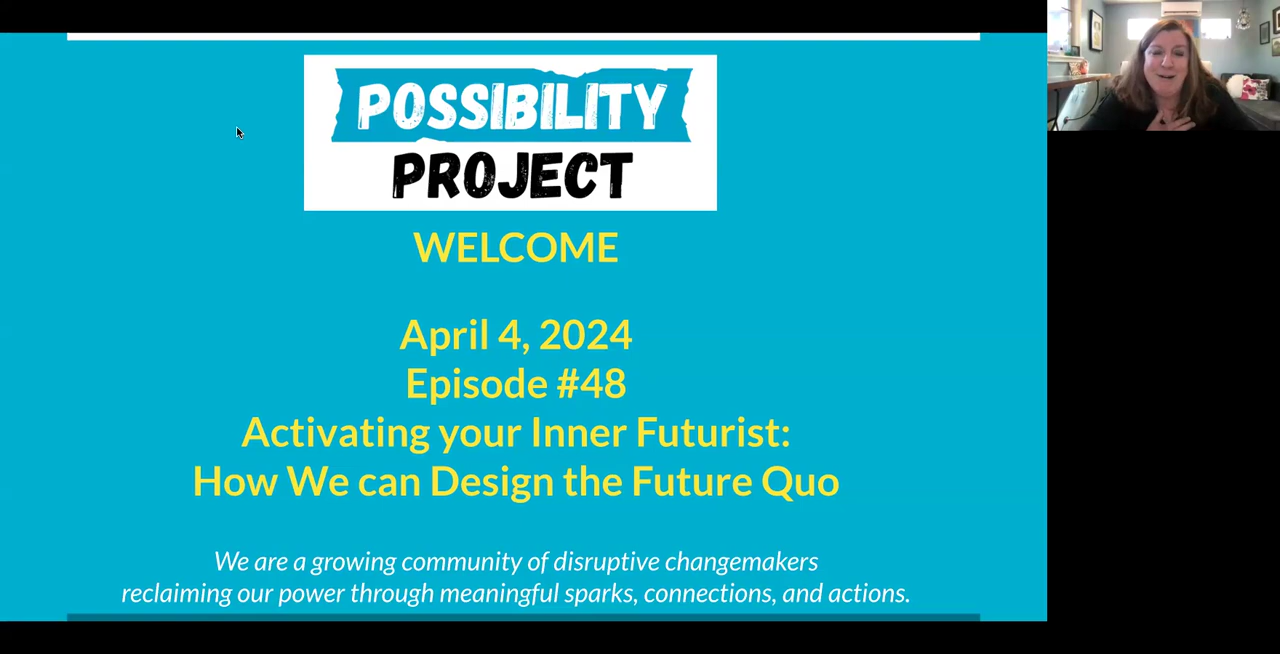 POSSIBILITY
PROJECT
WELCOME
April 4, 2024
Episode #48
Activating your Inner Futurist:
How We can Design the Future Quo
We are a growing community of disruptive changemakers
reclaiming our power through meaningful sparks, connections, and actions.